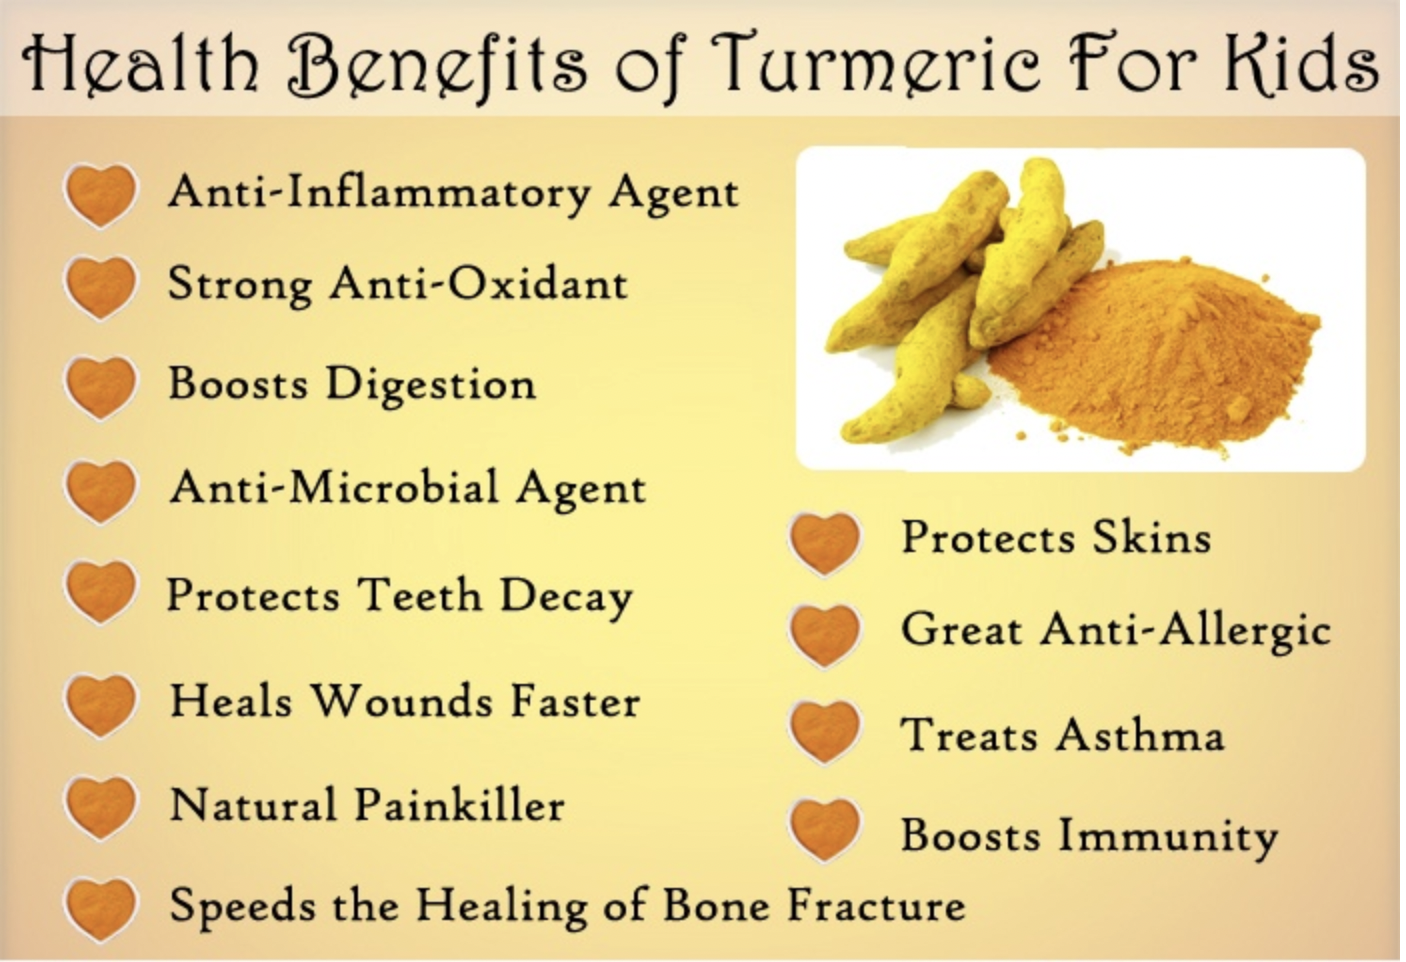 Health Benefits of Turmeric For Kids
Anti-Inflammatory Agent
Strong Anti-Oxidant
Boosts Digestion
Anti-Microbial Agent
Protects Teeth Decay
Heals Wounds Faster
Natural Painkiller
Speeds the Healing of Bone Fracture
Protects Skins
Great Anti-Allergic
Treats Asthma
Boosts Immunity